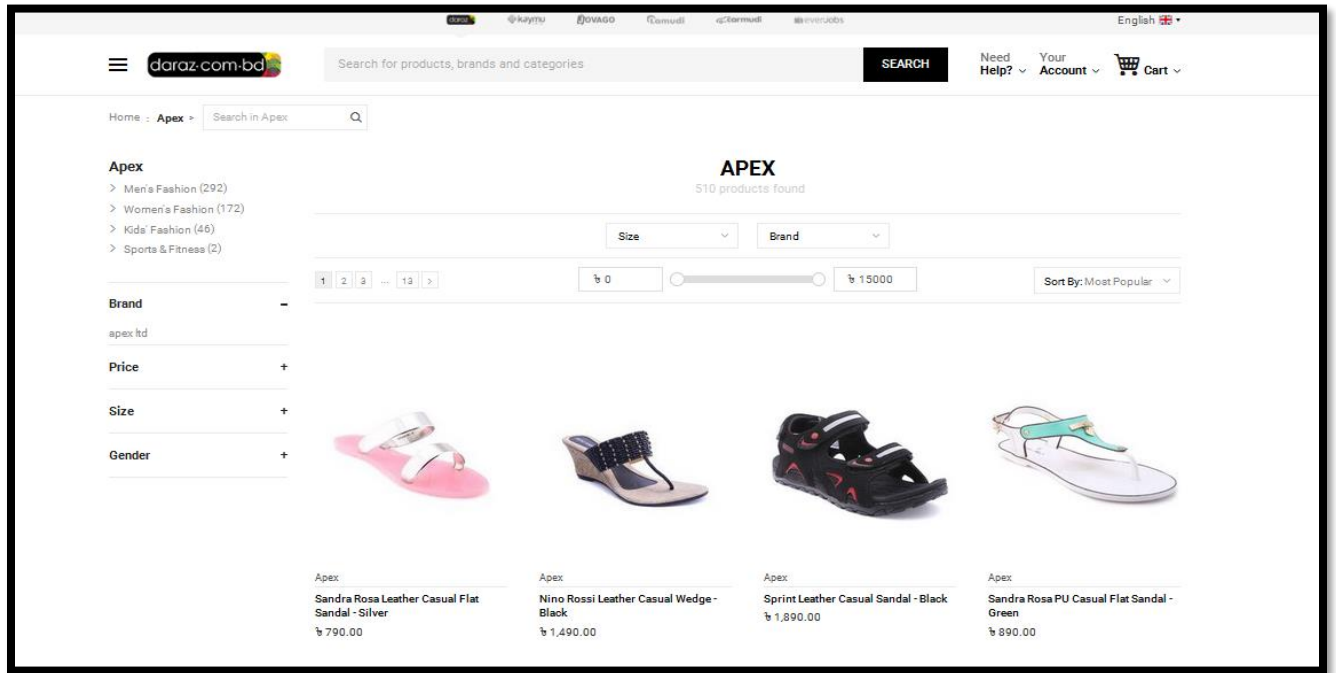 daraz kaymu JOVAGO lamudi carmudi everjobs English
daraz.com.bd Search for products, brands and categories SEARCH Need Help? Your Account Cart
Home : Apex Search in Apex
Apex
Men's Fashion (292)
Women's Fashion (172)
Kids' Fashion (46)
Sports & Fitness (2)
Brand
apex ltd
Price
Size
Gender
APEX
510 products found
Size Brand
1 2 3 ... 13 > ৳ 0 ৳ 15000 Sort By: Most Popular
Apex
Sandra Rosa Leather Casual Flat
Sandal - Silver
৳ 790.00
Apex
Nino Rossi Leather Casual Wedge -
Black
৳ 1,490.00
Apex
Sprint Leather Casual Sandal - Black
৳ 1,890.00
Apex
Sandra Rosa PU Casual Flat Sandal -
Green
৳ 890.00